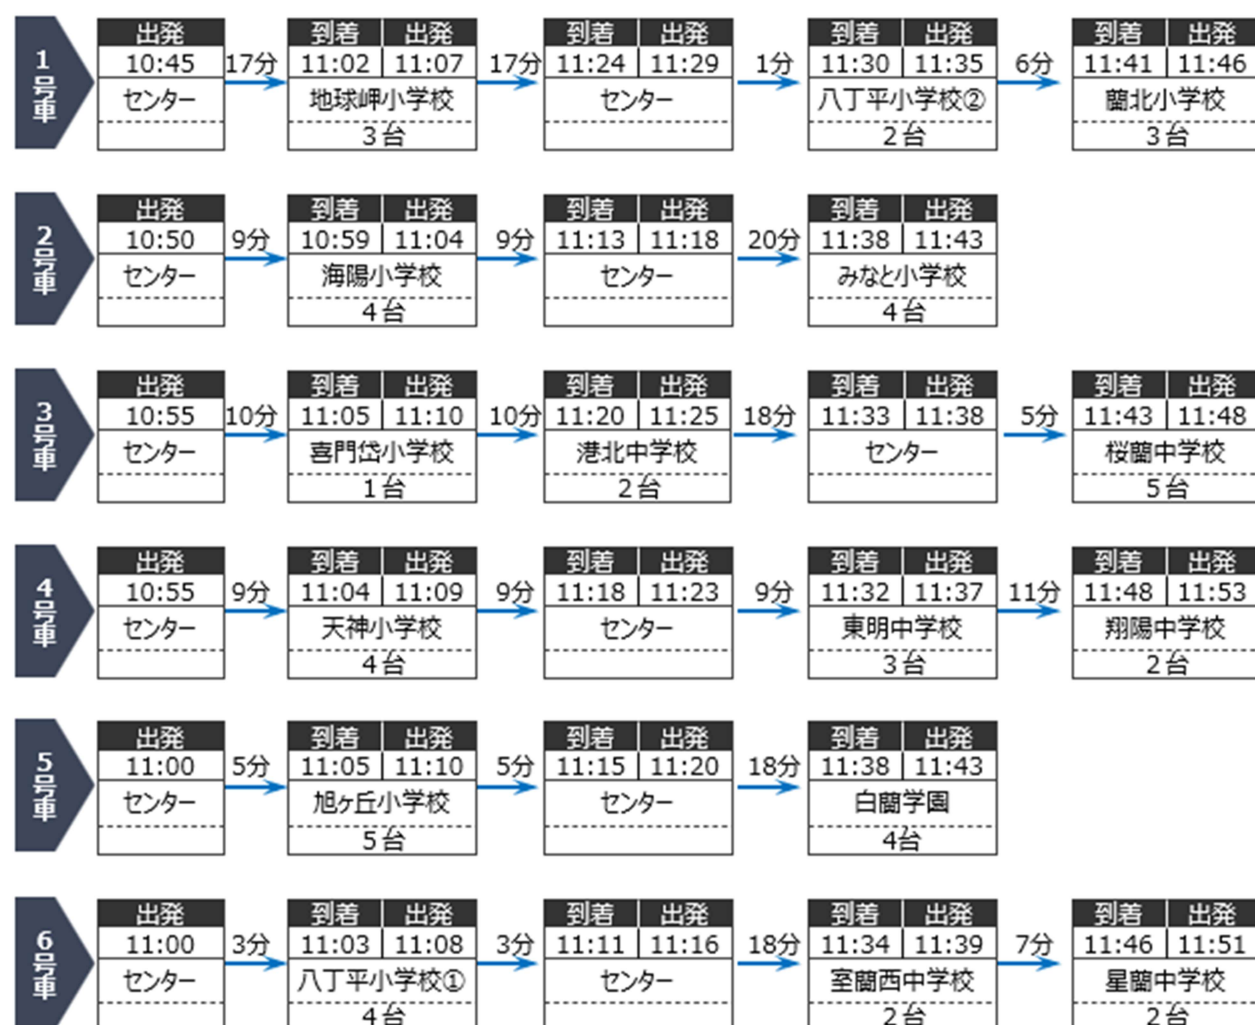 1号車
出発 到着 出発 到着 出発 到着 出発 到着 出発
10:45 17分 11:02 11:07 17分 11:24 11:29 1分 11:30 11:35 6分 11:41 11:46
センター 地球岬小学校 センター 八丁平小学校② 蘭北小学校
3台 2台 3台
2号車
出発 到着 出発 到着 出発 到着 出発
10:50 9分 10:59 11:04 9分 11:13 11:18 20分 11:38 11:43
センター 海陽小学校 センター みなと小学校
4台 4台
3号車
出発 到着 出発 到着 出発 到着 出発 到着 出発
10:55 10分 11:05 11:10 10分 11:20 11:25 18分 11:33 11:38 5分 11:43 11:48
センター 喜門岱小学校 港北中学校 センター 桜蘭中学校
1台 2台 5台
4号車
出発 到着 出発 到着 出発 到着 出発 到着 出発
10:55 9分 11:04 11:09 9分 11:18 11:23 9分 11:32 11:37 11分 11:48 11:53
センター 天神小学校 センター 東明中学校 翔陽中学校
4台 3台 2台
5号車
出発 到着 出発 到着 出発 到着 出発
11:00 5分 11:05 11:10 5分 11:15 11:20 18分 11:38 11:43
センター 旭ヶ丘小学校 センター 白蘭学園
5台 4台
6号車
出発 到着 出発 到着 出発 到着 出発 到着 出発
11:00 3分 11:03 11:08 3分 11:11 11:16 18分 11:34 11:39 7分 11:46 11:51
センター 八丁平小学校① センター 室蘭西中学校 星蘭中学校
4台 2台 2台